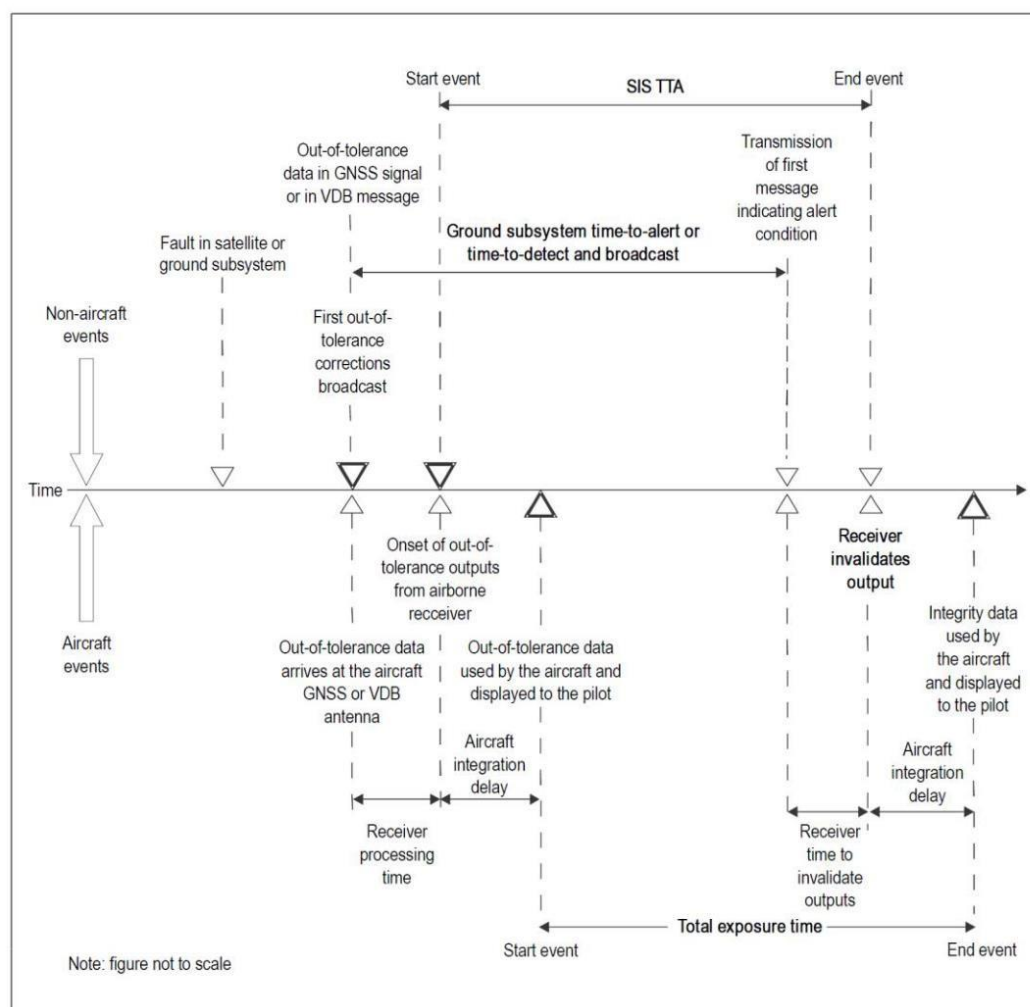 Start event
SIS TTA
End event
Out-of-tolerance
data in GNSS signal
or in VDB message
Transmission
of first
message
indicating alert
condition
Fault in satellite or
ground subsystem
Ground subsystem time-to-alert or
time-to-detect and broadcast
Non-aircraft
events
First out-of-
tolerance
corrections
broadcast
Time
Aircraft
events
Onset of out-of-
tolerance outputs
from airborne
recceiver
Receiver
invalidates
output
Out-of-tolerance data
arrives at the aircraft
GNSS or VDB
antenna
Out-of-tolerance data
used by the aircraft and
displayed to the pilot
Integrity data
used by
the aircraft
and displayed
to the pilot
Aircraft
integration
delay
Aircraft
integration
delay
Receiver
processing
time
Receiver
time to
invalidate
outputs
Total exposure time
Start event
End event
Note: figure not to scale